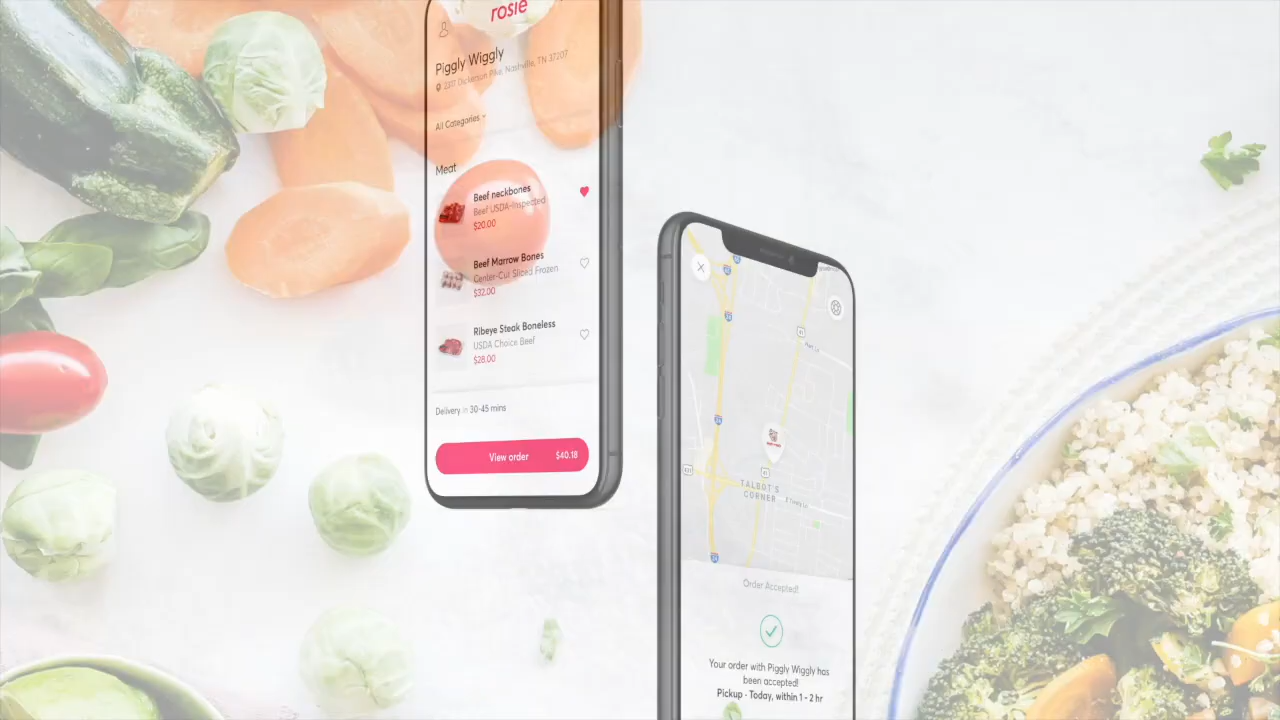 rosie
Piggly Wiggly
2317 Dickerson Pike, Nashville, TN 37207
All Categories
Meat
Beef neckbones
Beef USDA-Inspected
$20.00
Beef Marrow Bones
Center-Cut Sliced Frozen
$32.00
Ribeye Steak Boneless
USDA Choice Beef
$28.00
Delivery in 30-45 mins
View order $40.18
41
41
TALBOT'S
CORNER
Order Accepted!
Your order with Piggly Wiggly has
been accepted!
Pickup - Today, within 1 - 2 hr